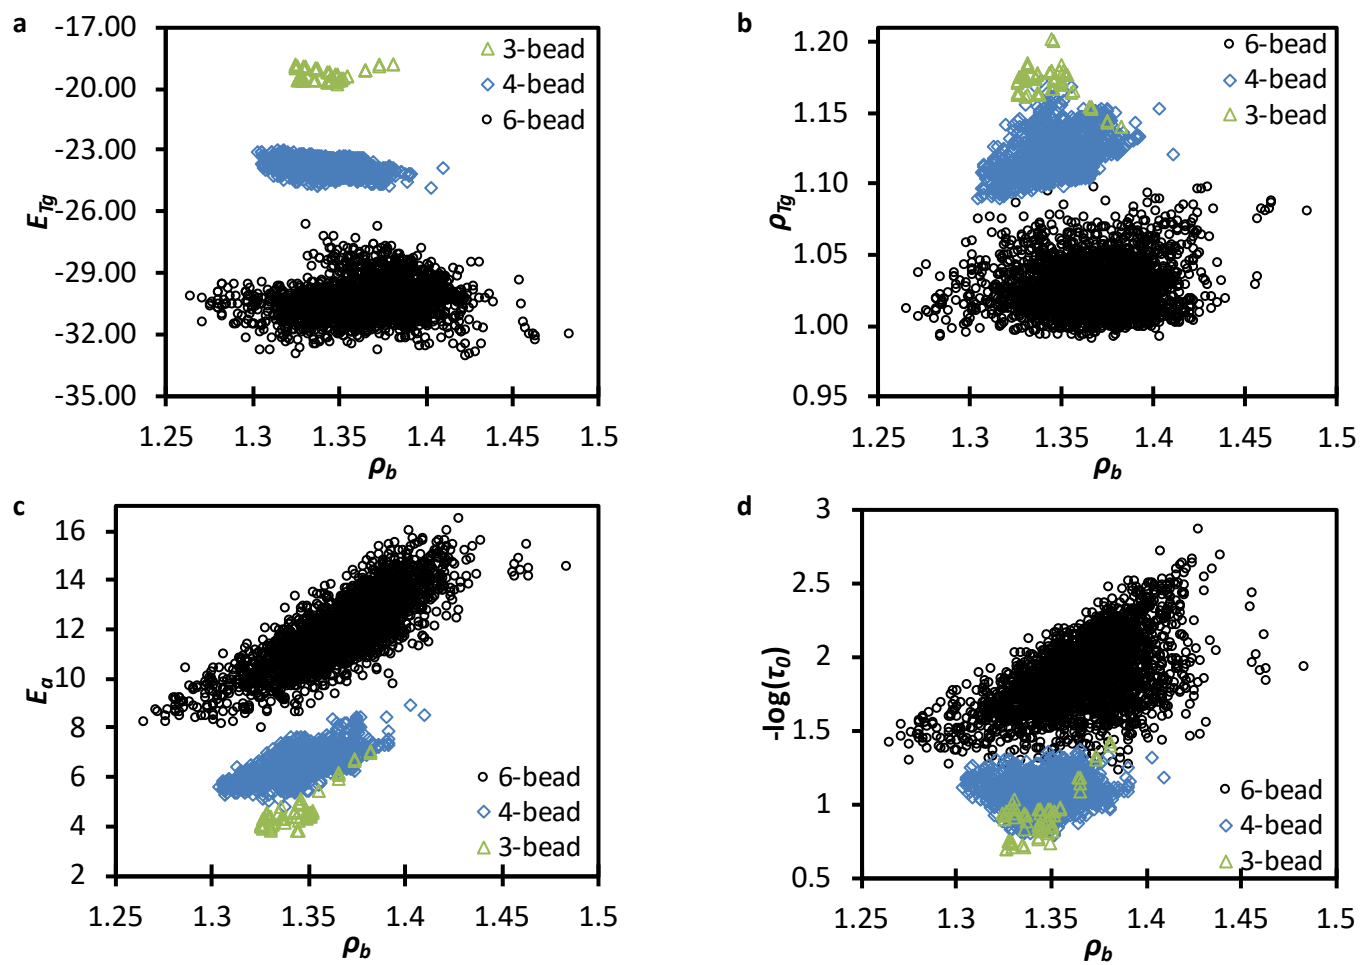 a
-17.00
-20.00
-23.00
-26.00
-29.00
-32.00
-35.00
E_Tg
3-bead
4-bead
6-bead
1.25 1.3 1.35 1.4 1.45 1.5
ρ_b
b
1.20
1.15
1.10
1.05
1.00
0.95
ρ_Tg
6-bead
4-bead
3-bead
1.25 1.3 1.35 1.4 1.45 1.5
ρ_b
c
16
14
12
10
8
6
4
2
E_a
6-bead
4-bead
3-bead
1.25 1.3 1.35 1.4 1.45 1.5
ρ_b
d
3
2.5
2
1.5
1
0.5
-log(τ_0)
6-bead
4-bead
3-bead
1.25 1.3 1.35 1.4 1.45 1.5
ρ_b